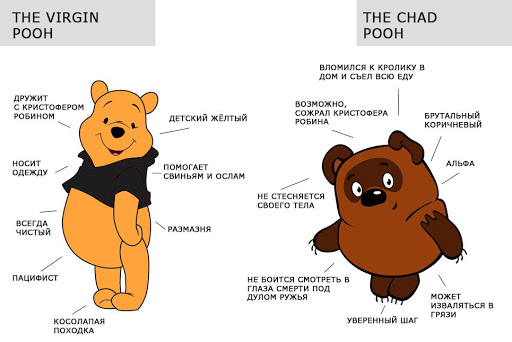 THE VIRGIN
POOH
ДРУЖИТ
С КРИСТОФЕРОМ
РОБИНОМ
ДЕТСКИЙ ЖЁЛТЫЙ
НОСИТ
ОДЕЖДУ
ПОМОГАЕТ
СВИНЬЯМ И ОСЛАМ
ВСЕГДА
ЧИСТЫЙ
РАЗМАЗНЯ
ПАЦИФИСТ
КОСОЛАПАЯ
ПОХОДКА
THE CHAD
POOH
ВЛОМИЛСЯ К КРОЛИКУ В
ДОМ И СЪЕЛ ВСЮ ЕДУ
ВОЗМОЖНО,
СОЖРАЛ КРИСТОФЕРА
РОБИНА
БРУТАЛЬНЫЙ
КОРИЧНЕВЫЙ
АЛЬФА
НЕ СТЕСНЯЕТСЯ
СВОЕГО ТЕЛА
НЕ БОИТСЯ СМОТРЕТЬ В
ГЛАЗА СМЕРТИ ПОД
ДУЛОМ РУЖЬЯ
МОЖЕТ
ИЗВАЛЯТЬСЯ В
ГРЯЗИ
УВЕРЕННЫЙ ШАГ